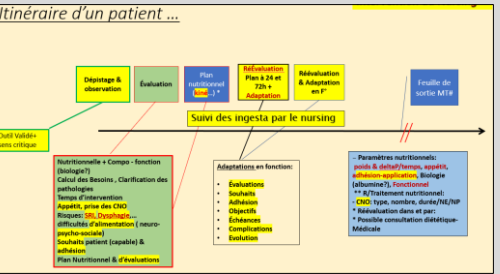 Itinéraire d'un patient ...
Dépistage &
observation
Évaluation
Plan
nutritionnel
(kiné..) *
RéÉvaluation
Plan à 24 et
72h +
Adaptation
Réévaluation
& Adaptation
en F°
Feuille de
sortie MT#
Suivi des ingesta par le nursing
Outil Validé+
sens critique
Nutritionnelle + Compo - fonction
(biologie?)
Calcul des Besoins , Clarification des
pathologies
Temps d'intervention
Appétit, prise des CNO
Risques: SRI, Dysphagie,...
difficultés d'alimentation ( neuro-
psycho-sociale)
Souhaits patient (capable) &
adhésion
Plan Nutritionnel & d'évaluations
Adaptations en fonction:
• Évaluations
• Souhaits
• Adhésion
• Objectifs
• Échéances
• Complications
• Evolution
– Paramètres nutritionnels:
poids & deltaP/temps, appétit,
adhésion-application, Biologie
(albumine?), Fonctionnel
** R/Traitement nutritionnel:
- CNO: type, nombre, durée/NE/NP
* Réévaluation dans et par:
* Possible consultation diététique-
Médicale